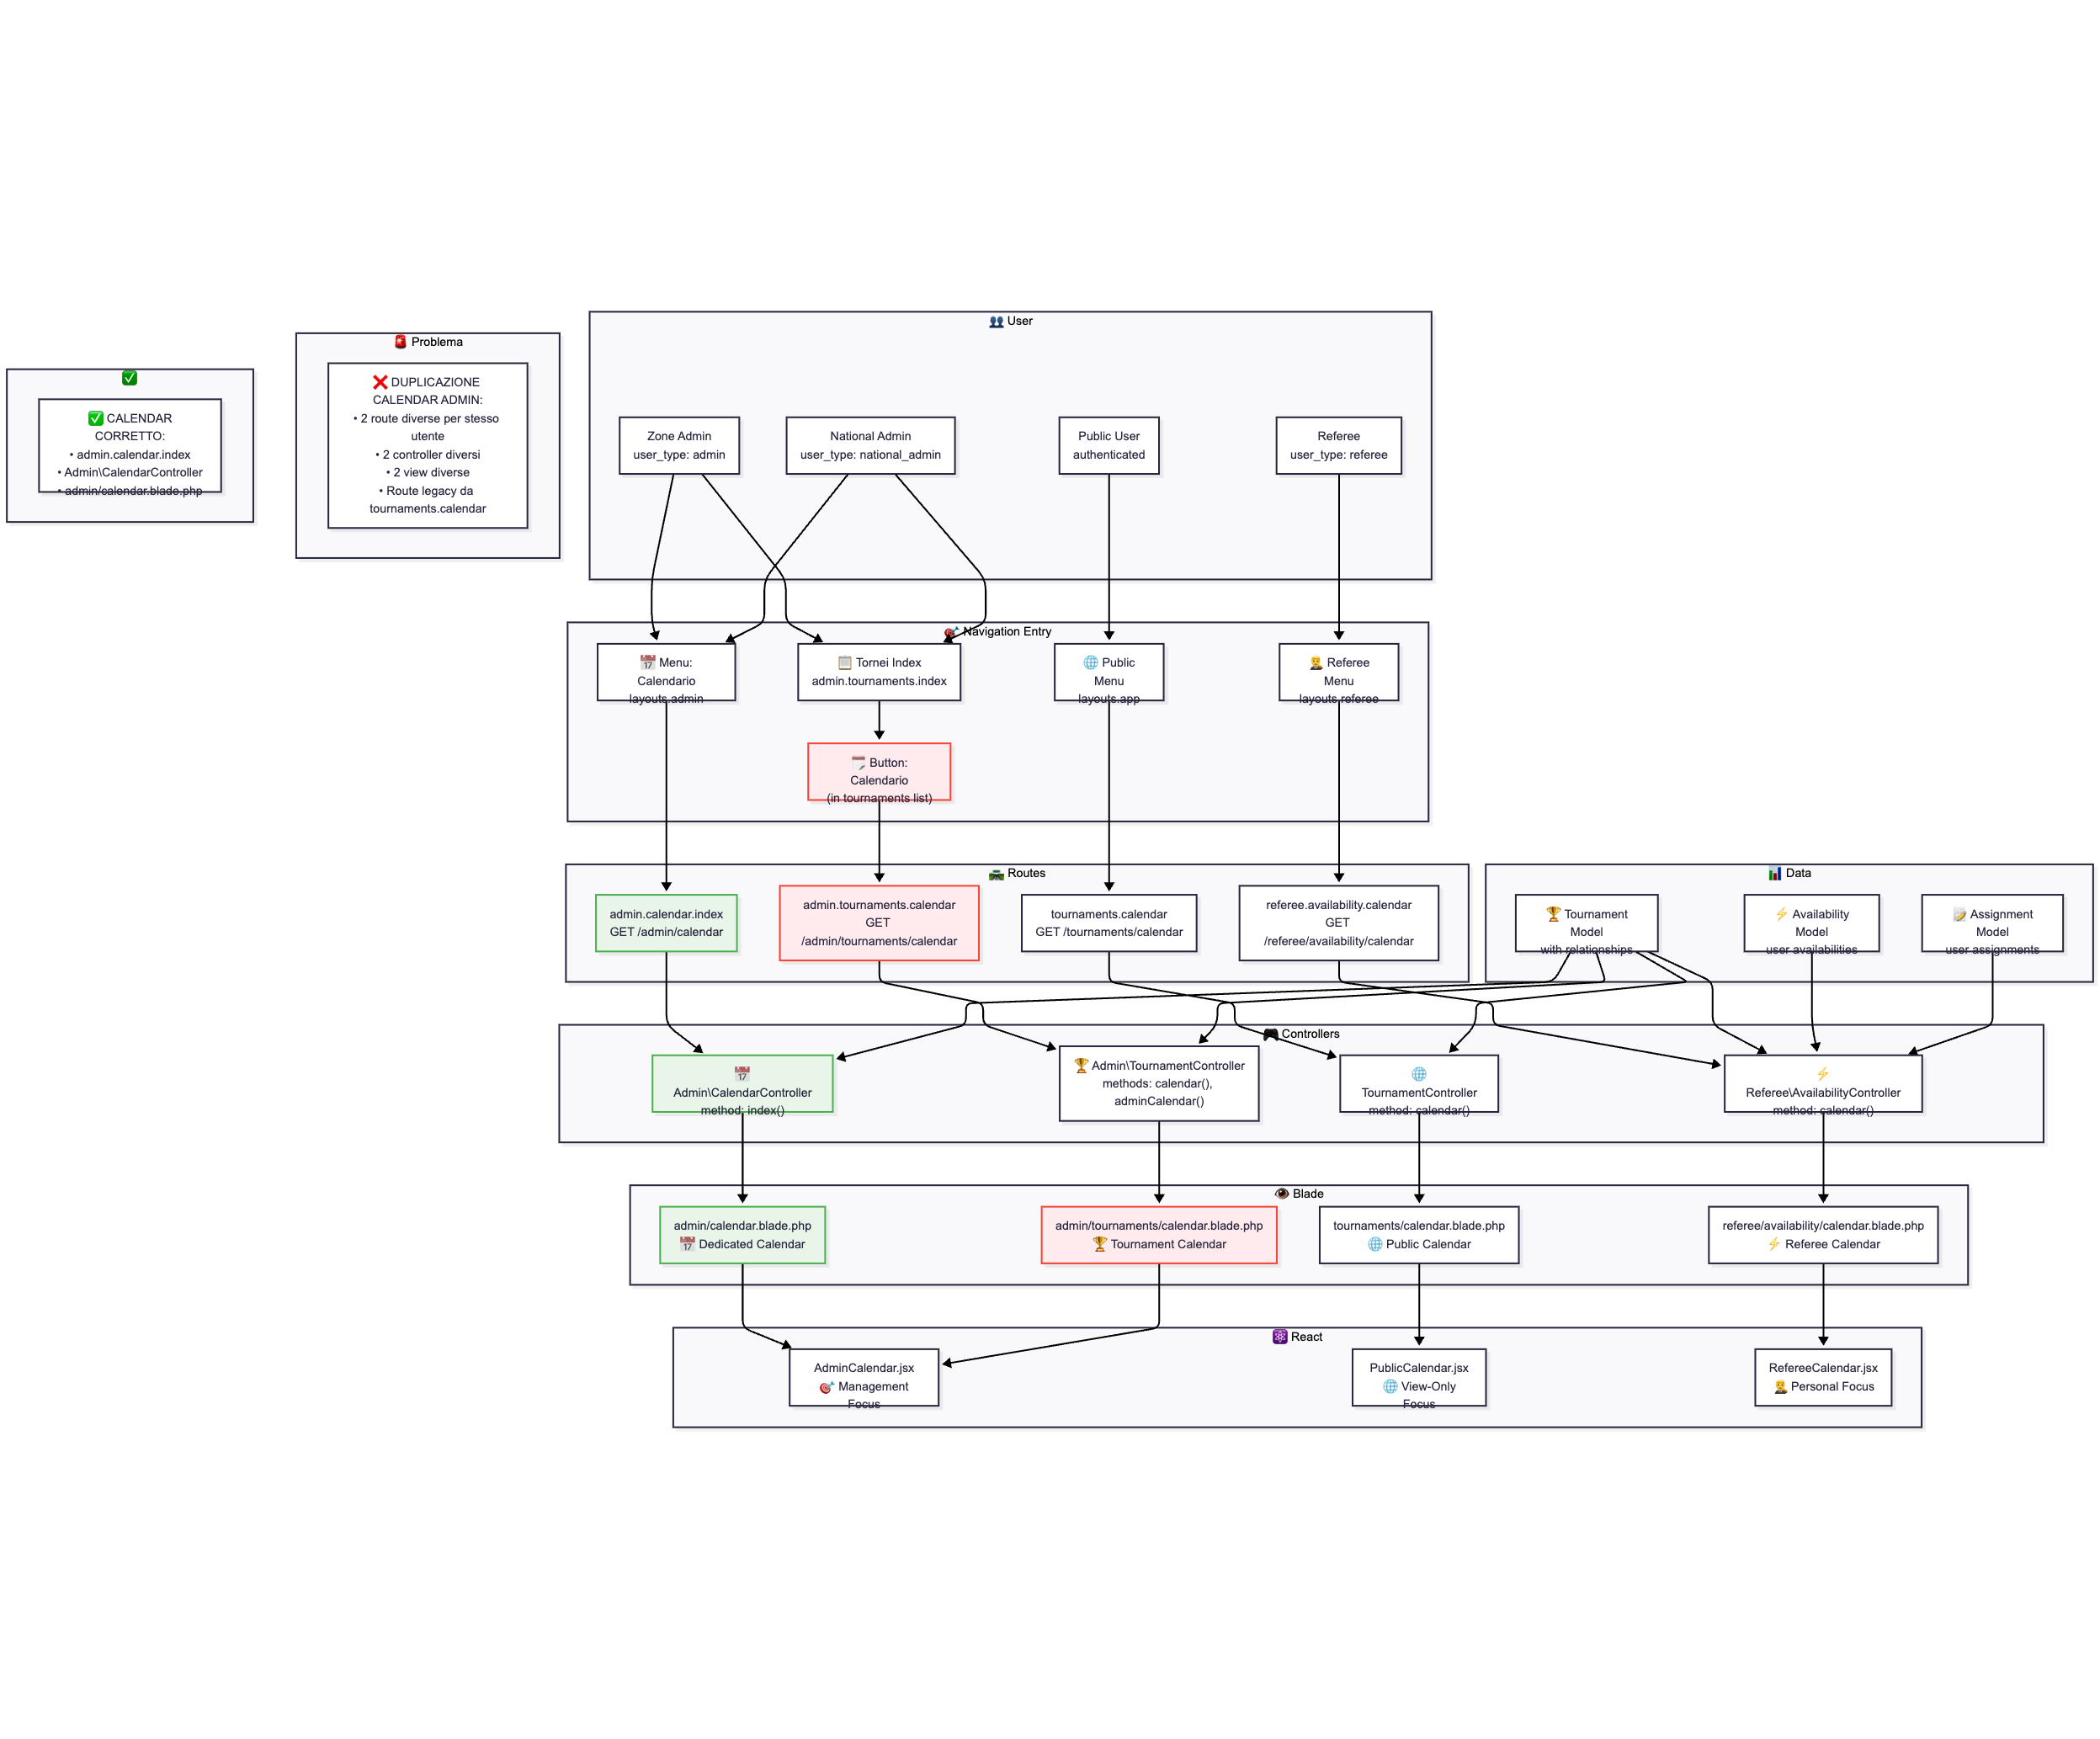 ✅
✅ CALENDAR
CORRETTO:
• admin.calendar.index
• Admin\CalendarController
• admin/calendar.blade.php
🚨 Problema
❌ DUPLICAZIONE
CALENDAR ADMIN:
• 2 route diverse per stesso
utente
• 2 controller diversi
• 2 view diverse
• Route legacy da
tournaments.calendar
👥 User
Zone Admin
user_type: admin
National Admin
user_type: national_admin
Public User
authenticated
Referee
user_type: referee
🎯 Navigation Entry
📅 Menu:
Calendario
layouts.admin
📋 Tornei Index
admin.tournaments.index
🌐 Public
Menu
layouts.app
Referee
Menu
layouts.referee
Button:
Calendario
(in tournaments list)
Routes
admin.calendar.index
GET /admin/calendar
admin.tournaments.calendar
GET
/admin/tournaments/calendar
tournaments.calendar
GET /tournaments/calendar
referee.availability.calendar
GET
/referee/availability/calendar
📊 Data
🏆 Tournament
Model
with relationships
⚡ Availability
Model
user availabilities
📝 Assignment
Model
user assignments
🎮 Controllers
📅
Admin\CalendarController
method: index()
🏆 Admin\TournamentController
methods: calendar(),
adminCalendar()
🌐
TournamentController
method: calendar()
⚡
Referee\AvailabilityController
method: calendar()
👁️ Blade
admin/calendar.blade.php
📅 Dedicated Calendar
admin/tournaments/calendar.blade.php
🏆 Tournament Calendar
tournaments/calendar.blade.php
🌐 Public Calendar
referee/availability/calendar.blade.php
⚡ Referee Calendar
⚛️ React
AdminCalendar.jsx
🎯 Management
Focus
PublicCalendar.jsx
🌐 View-Only
Focus
RefereeCalendar.jsx
Personal Focus